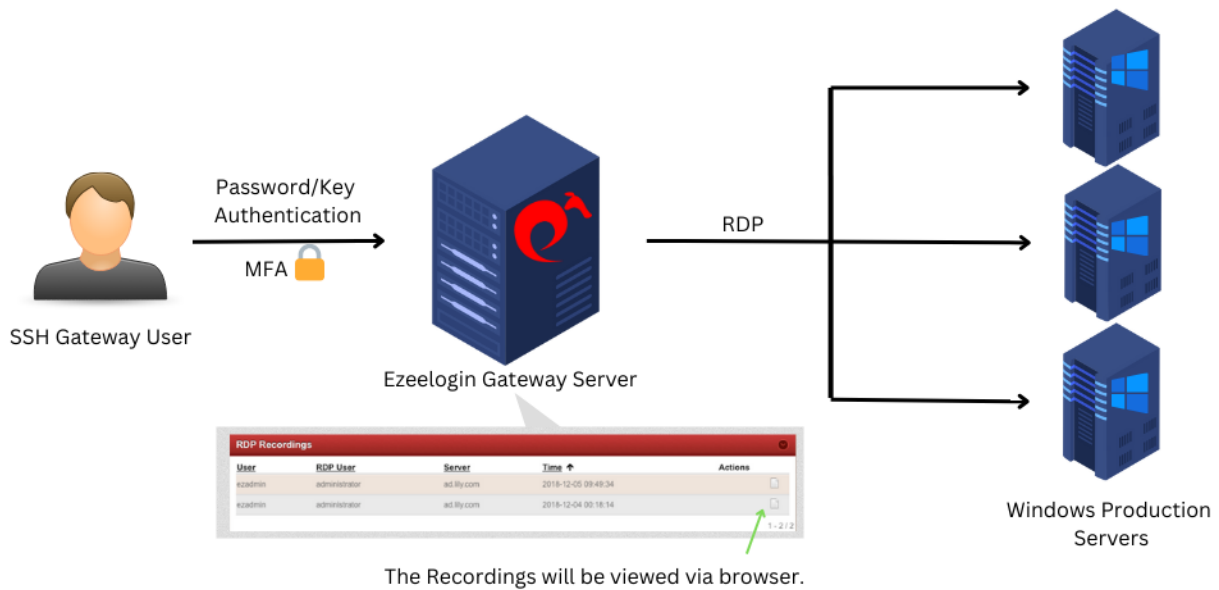 Password/Key
Authentication
MFA
SSH Gateway User
Ezeelogin Gateway Server
RDP
Windows Production
Servers
RDP Recordings
User RDP User Server Time Actions
ezadmin administrator ad.lily.com 2018-12-05 09:49:34
ezadmin administrator ad.lily.com 2018-12-04 00:18:14
1 - 2 / 2
The Recordings will be viewed via browser.